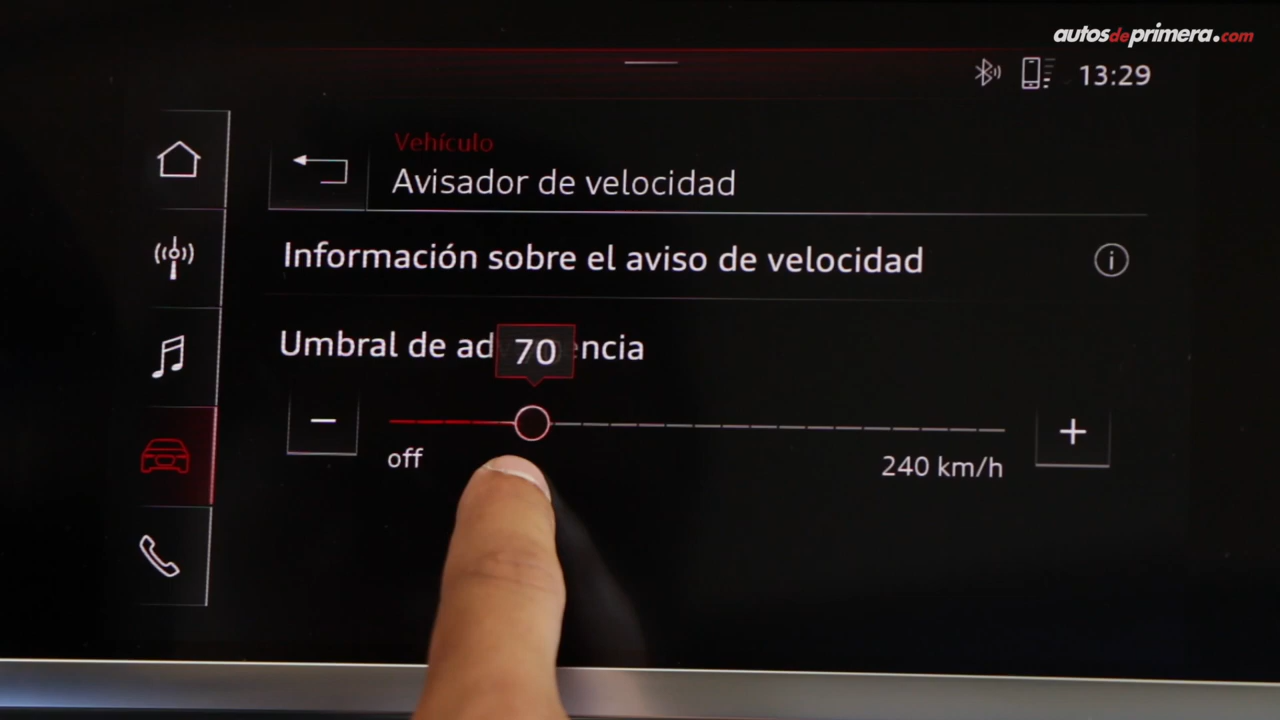 autosdeprimera.com
13:29
Vehículo
Avisador de velocidad
Información sobre el aviso de velocidad
Umbral de ad 70 ncia
off
240 km/h